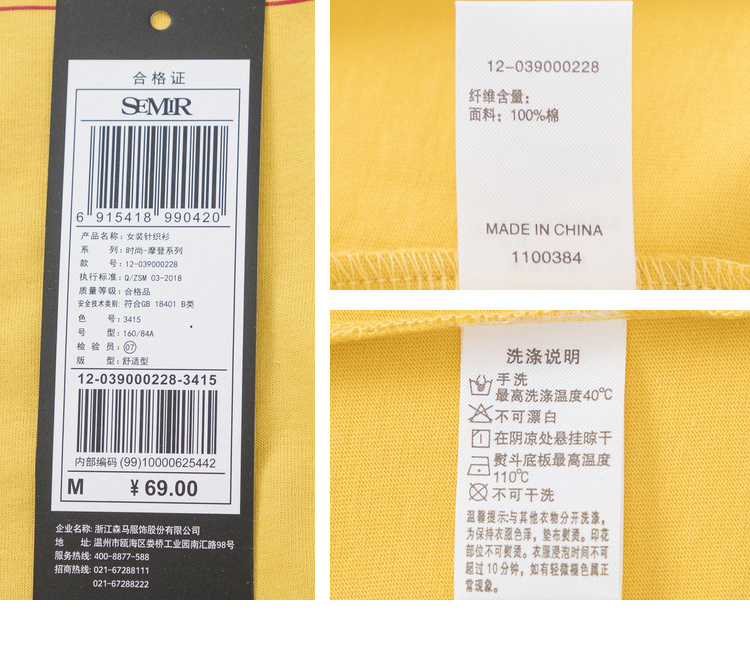 合格证
SEMIR
6 915418 990420
产品名称: 女装针织衫
系 列: 时尚-摩登系列
款 号: 12-039000228
执行标准: Q/ZSM 03-2018
质量等级: 合格品
安全技术类别: 符合GB 18401 B类
色 号: 3415
号 型: 160/84A
检 验 员: 07
版 型: 舒适型
12-039000228-3415
内部编码 (99)10000625442
M ¥ 69.00
企业名称: 浙江森马服饰股份有限公司
地 址: 温州市瓯海区娄桥工业园南汇路98号
服务热线: 400-8877-588
招商热线: 021-67288111
021-67288222
12-039000228
纤维含量:
面料: 100%棉
MADE IN CHINA
1100384
洗涤说明
手洗
最高洗涤温度40℃
不可漂白
在阴凉处悬挂晾干
熨斗底板最高温度
110℃
不可干洗
温馨提示:与其他衣物分开洗涤,
为保持衣服色泽, 垫布熨烫。印花
部位不可熨烫。衣服浸泡时间不可
超过10分钟, 如有轻微褪色属正
常现象。